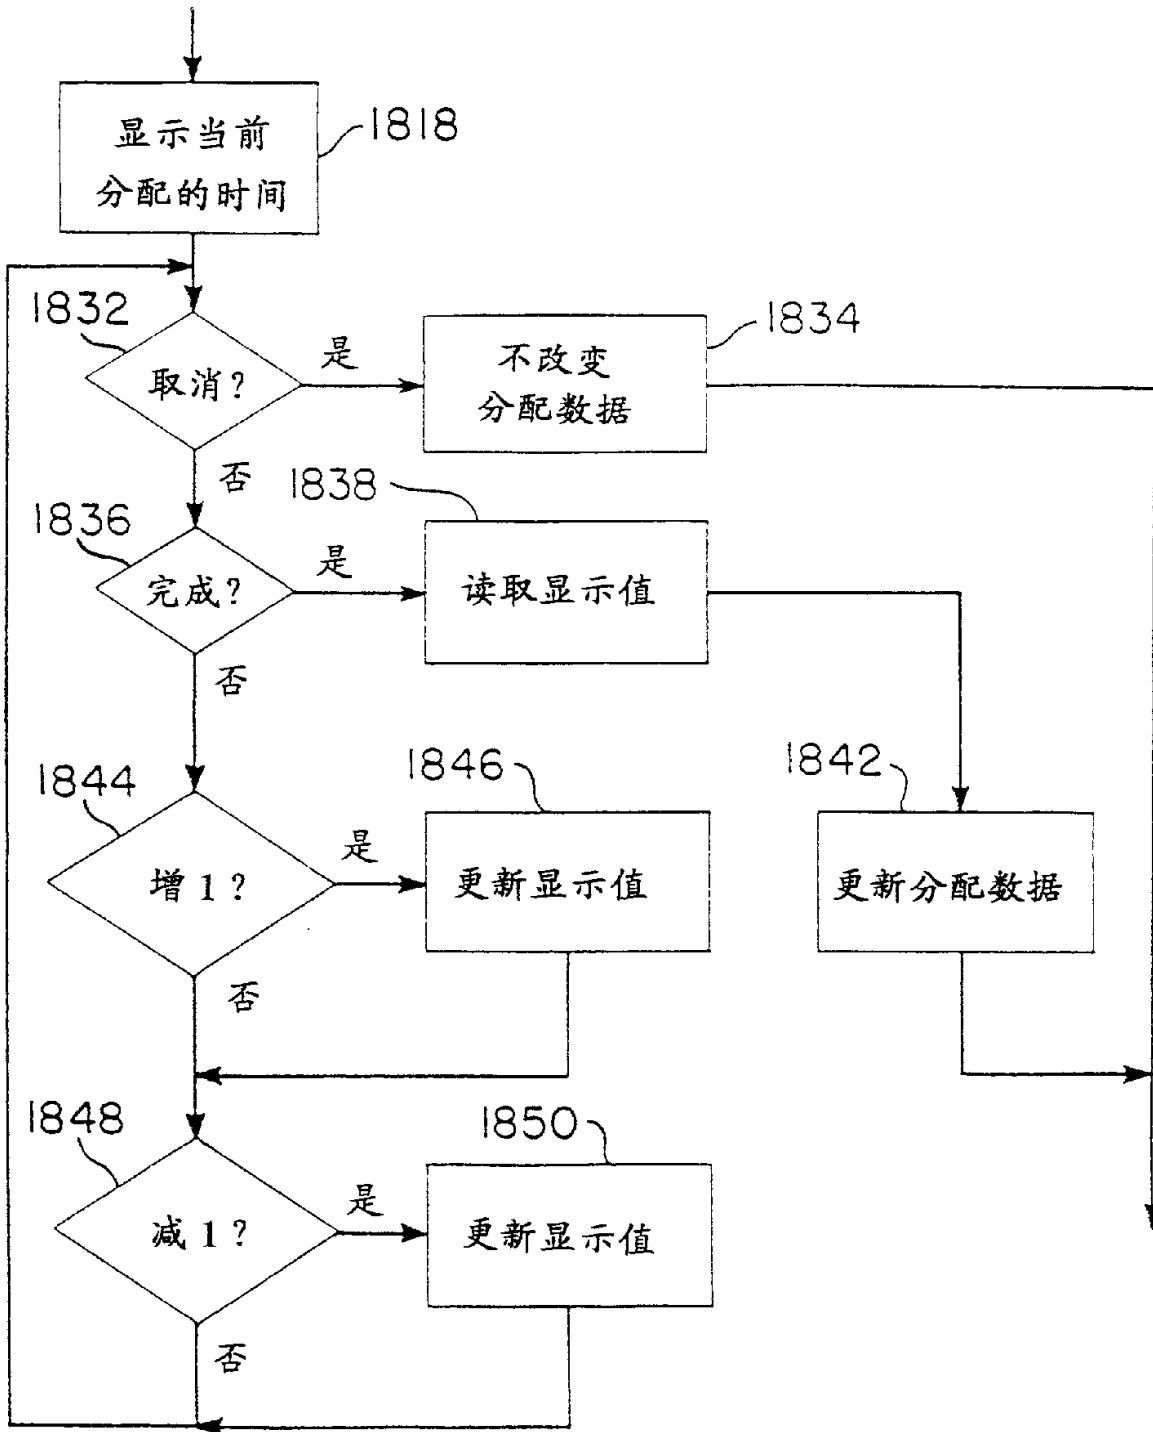 显示当前
分配的时间
1818
1832
取消?
是
不改变
分配数据
1834
否
1836
完成?
是
1838
读取显示值
否
1844
增1?
是
1846
更新显示值
1842
更新分配数据
否
1848
减1?
是
1850
更新显示值
否